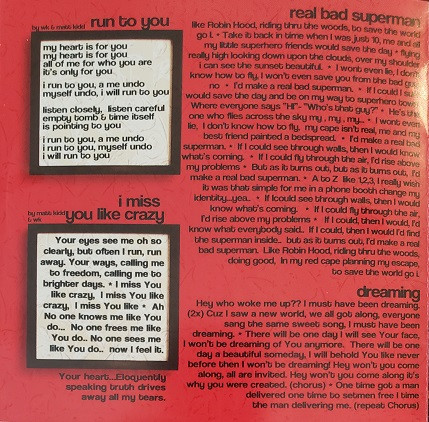 run to you
by wk & matt kidd
my heart is for you
my heart is for you
all of me for who you are
it's only for you
i run to you, a me undo
myself undo, i will run to you
listen closely, listen careful
empty tomb & time itself
is pointing to you
i run to you, a me undo
i run to you, myself undo
i will run to you
i miss
you like crazy
by matt kidd
& wk
Your eyes see me oh so
clearly, but often I run, run
away. Your ways, calling me
to freedom, calling me to
brighter days. * I miss You
like crazy, I miss You like
crazy, I miss You like * Ah
No one knows me like You
do... No one frees me like
You do.. No one sees me
like You do.. now I feel it.
Your heart...Eloquently
speaking truth drives
away all my tears.
real bad superman
like Robin Hood, riding thru the woods, to save the world
go I. * Take it back in time when I was just 10, me and all
my little superhero friends would save the day * flying
really high looking down upon the clouds, over my shoulder
i can see the sunset beautiful. * I wont even lie, I don't
know how to fly, I won't even save you from the bad guy
no * I'd make a real bad superman. * If could I
would save the day and be on my way to superhero town
Where everyone says "HI"- "Who's that guy?" * He's the
one who flies across the sky my , my , my... * I wont even
lie, I don't know how to fly, my cape isn't real, me and my
best friend painted a bedspread. * I'd make a real bad
superman. * If I could see through walls, then I would know
what's coming. * If I could fly through the air, I'd rise above
my problems * But as it turns out, but as it turns out, I'd
make a real bad superman. * A to Z like 1,2,3, I really wish
it was that simple for me in a phone booth change my
identity...yea.. * If I could see through walls, then I would
know what's coming. * If I could fly through the air,
I'd rise above my problems * If I could, then I would, I'd
know what everybody said.. If I could, then I would I'd find
the superman inside.. but as it turns out, I'd make a real
bad superman, Like Robin Hood, riding thru the woods,
doing good, In my red cape planning my escape,
to save the world go i.
dreaming
Hey who woke me up?? I must have been dreaming.
(2x) Cuz I saw a new world, we all got along, everyone
sang the same sweet song, I must have been
dreaming. * There will be one day I will see Your face,
I won't be dreaming of You anymore. There will be one
day a beautiful someday, I will behold You like never
before then I won't be dreaming! Hey won't you come
along, all are invited. Hey won't you come along it's
why you were created. (chorus) * One time got a man
delivered one time to setmen free I time
the man delivering me. (repeat Chorus)